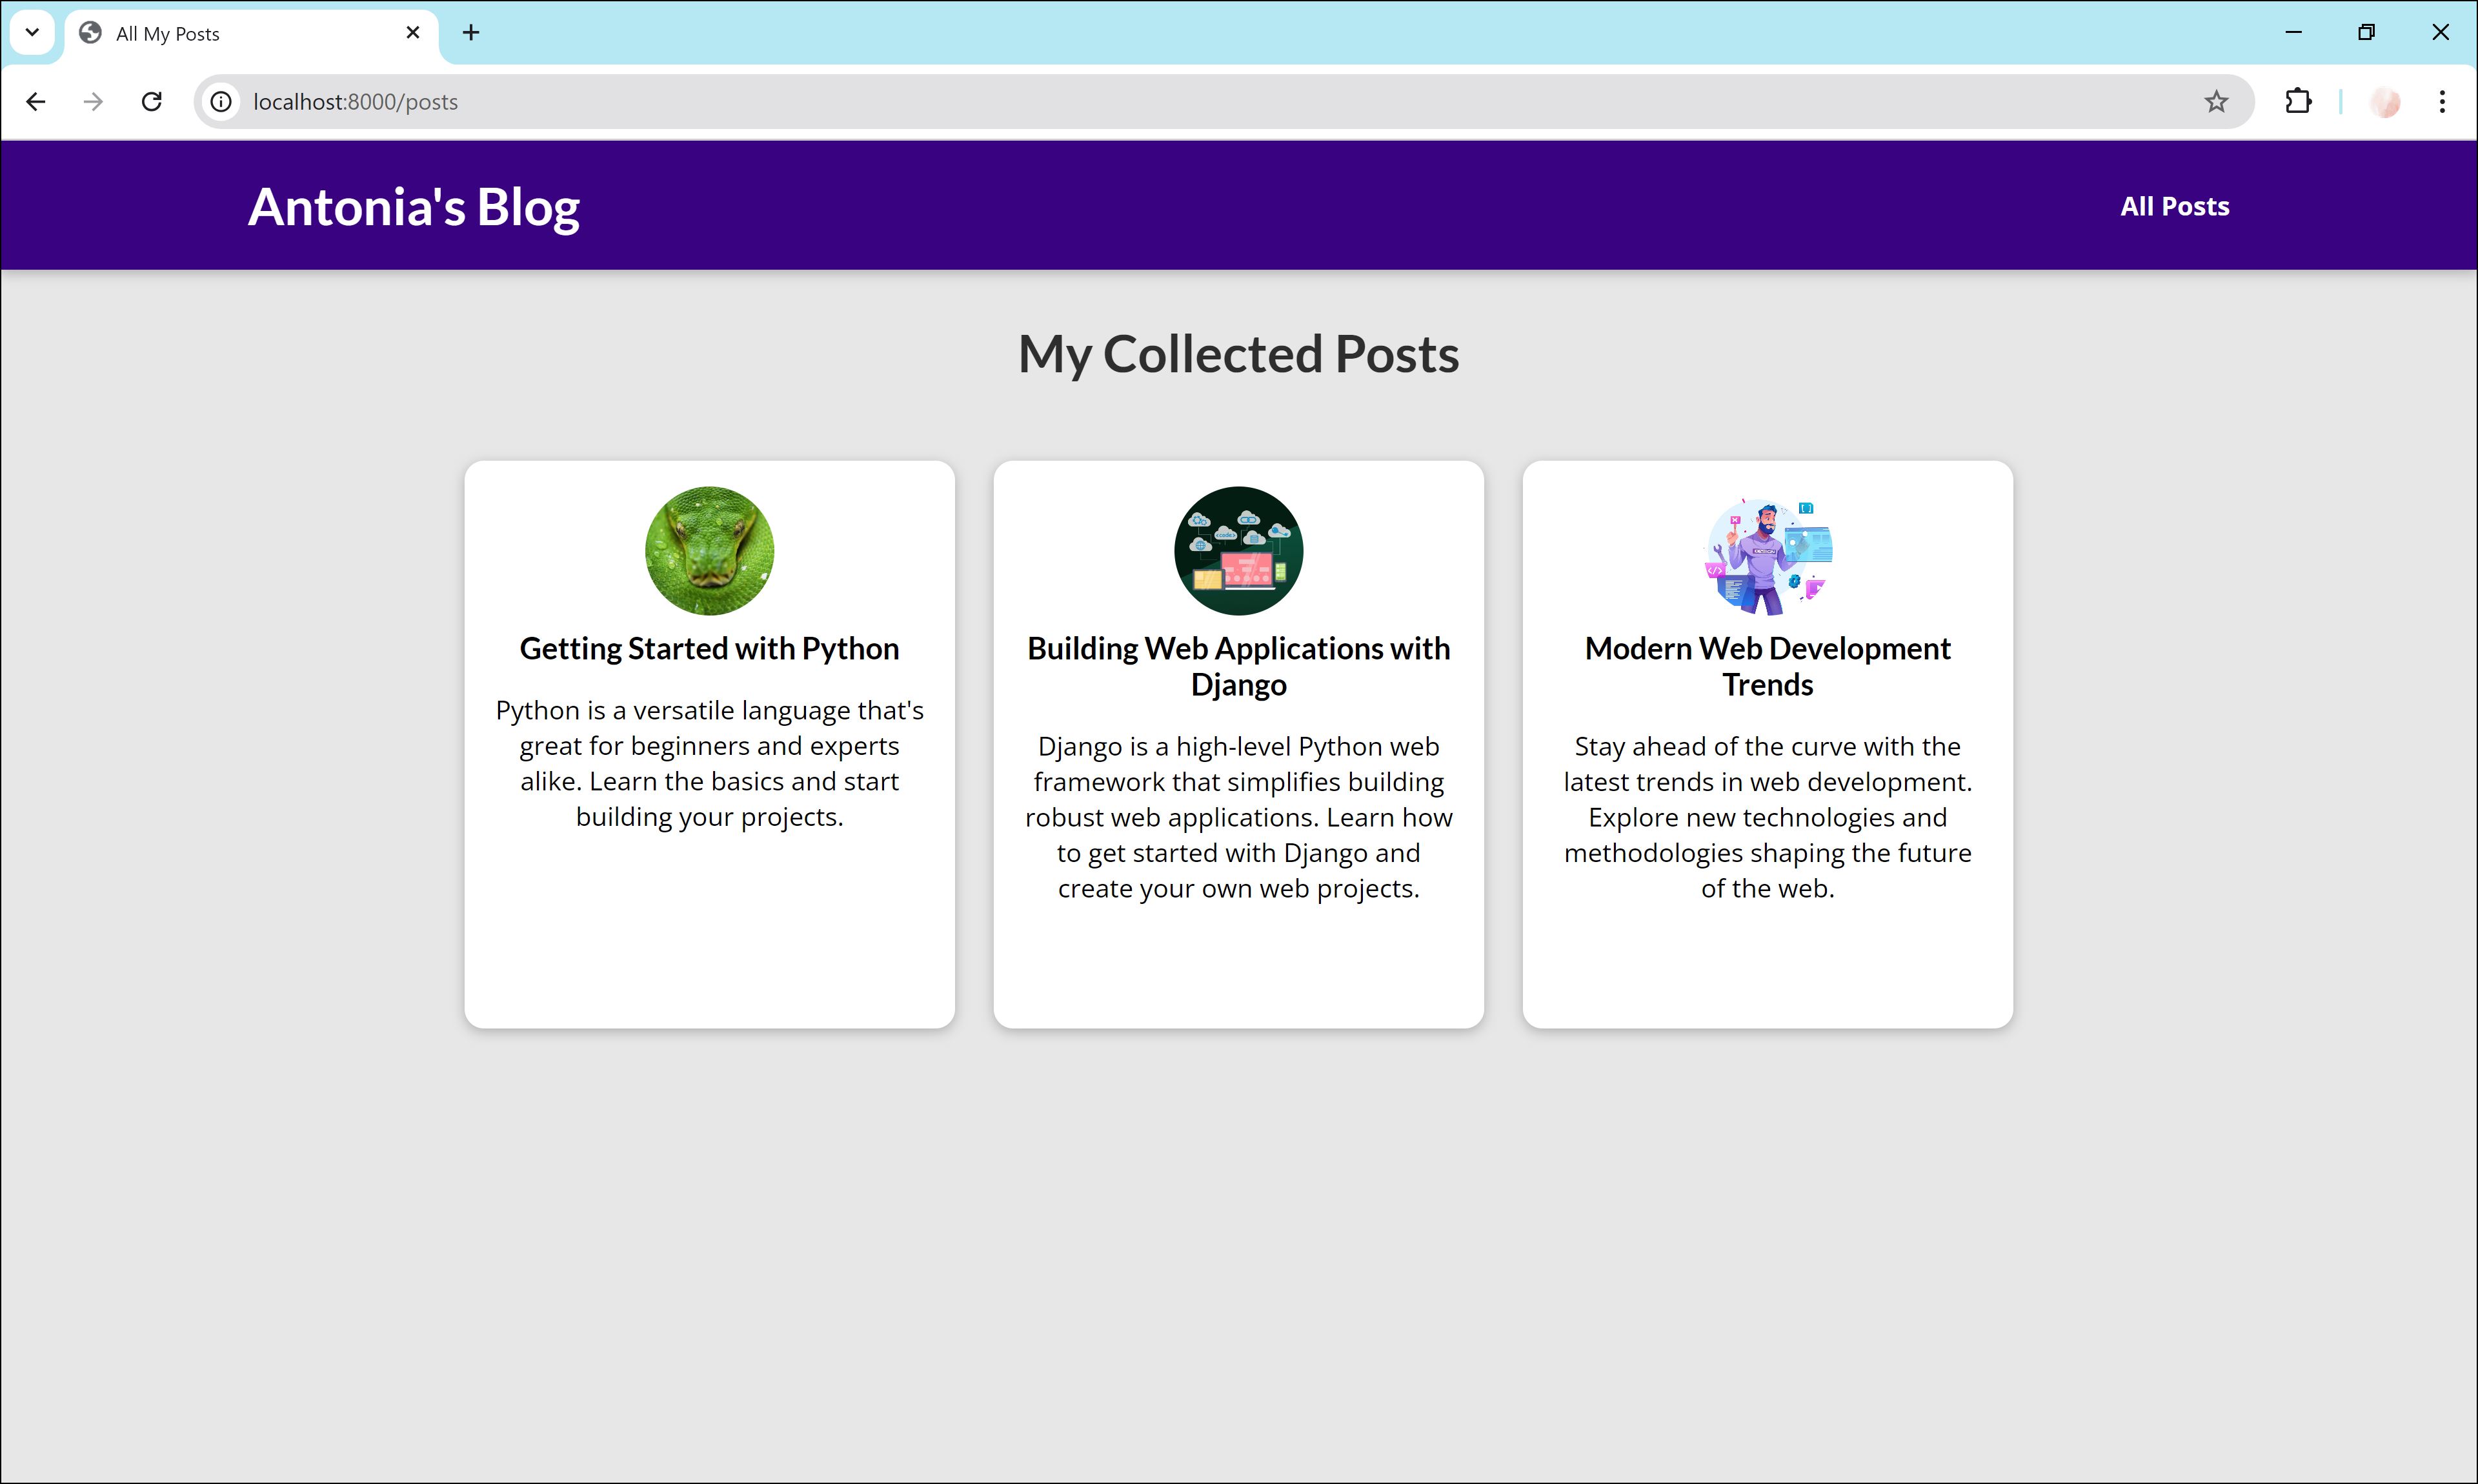 All My Posts
localhost:8000/posts
Antonia's Blog
All Posts
My Collected Posts
Getting Started with Python
Python is a versatile language that's
great for beginners and experts
alike. Learn the basics and start
building your projects.
<code>
Building Web Applications with
Django
Django is a high-level Python web
framework that simplifies building
robust web applications. Learn how
to get started with Django and
create your own web projects.
Modern Web Development
Trends
Stay ahead of the curve with the
latest trends in web development.
Explore new technologies and
methodologies shaping the future
of the web.